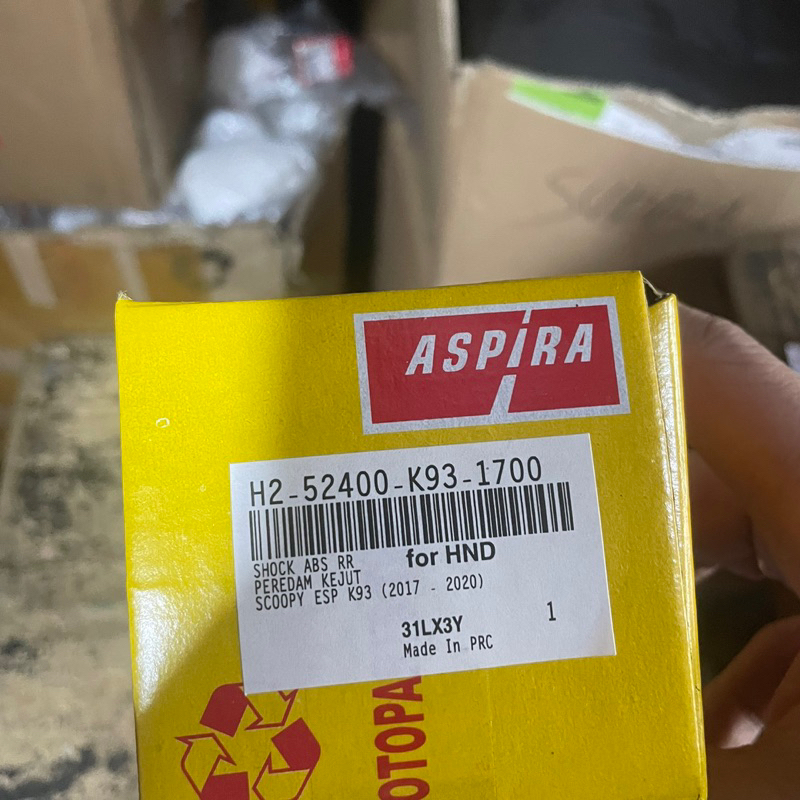 ASPIRA
H2-52400-K93-1700
for HND
SHOCK ABS RR
PEREDAM KEJUT
SCOOPY ESP K93 (2017 - 2020)
1
31LX3Y
Made In PRC
OTOPA